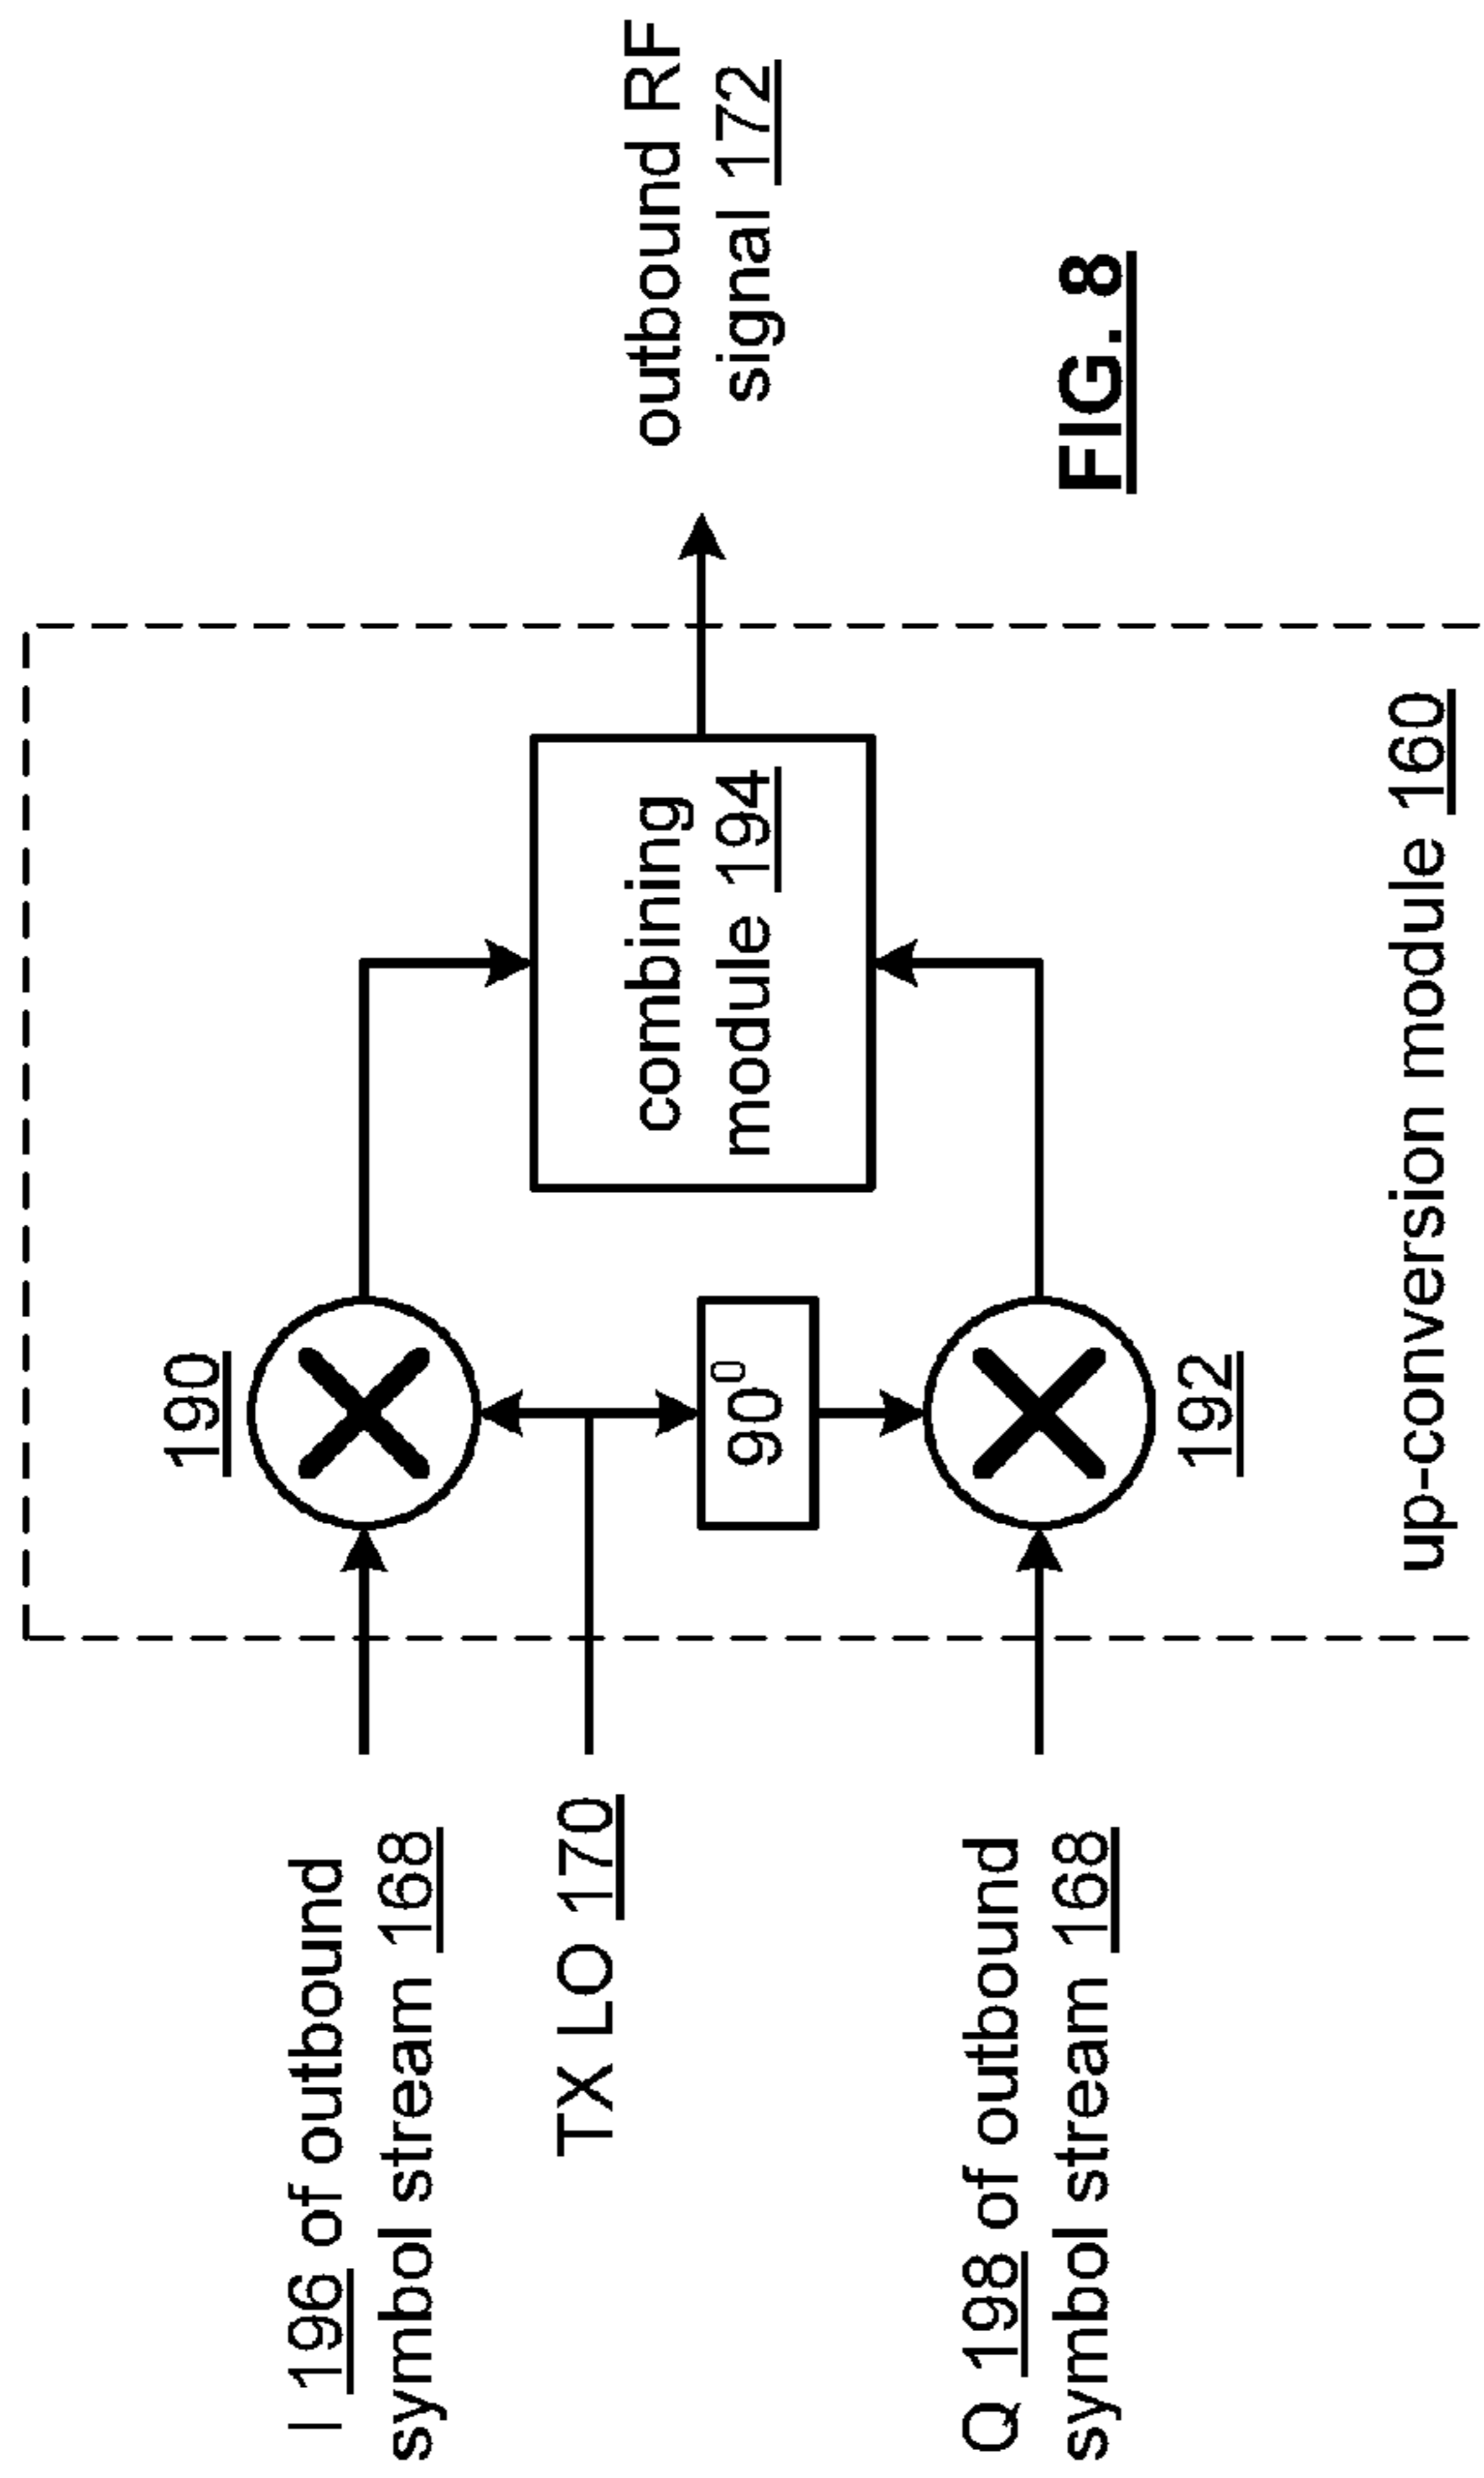 I 196 of outbound
symbol stream 168
TX LO 170
Q 198 of outbound
symbol stream 168
190
90⁰
192
combining
module 194
up-conversion module 160
outbound RF
signal 172
FIG. 8